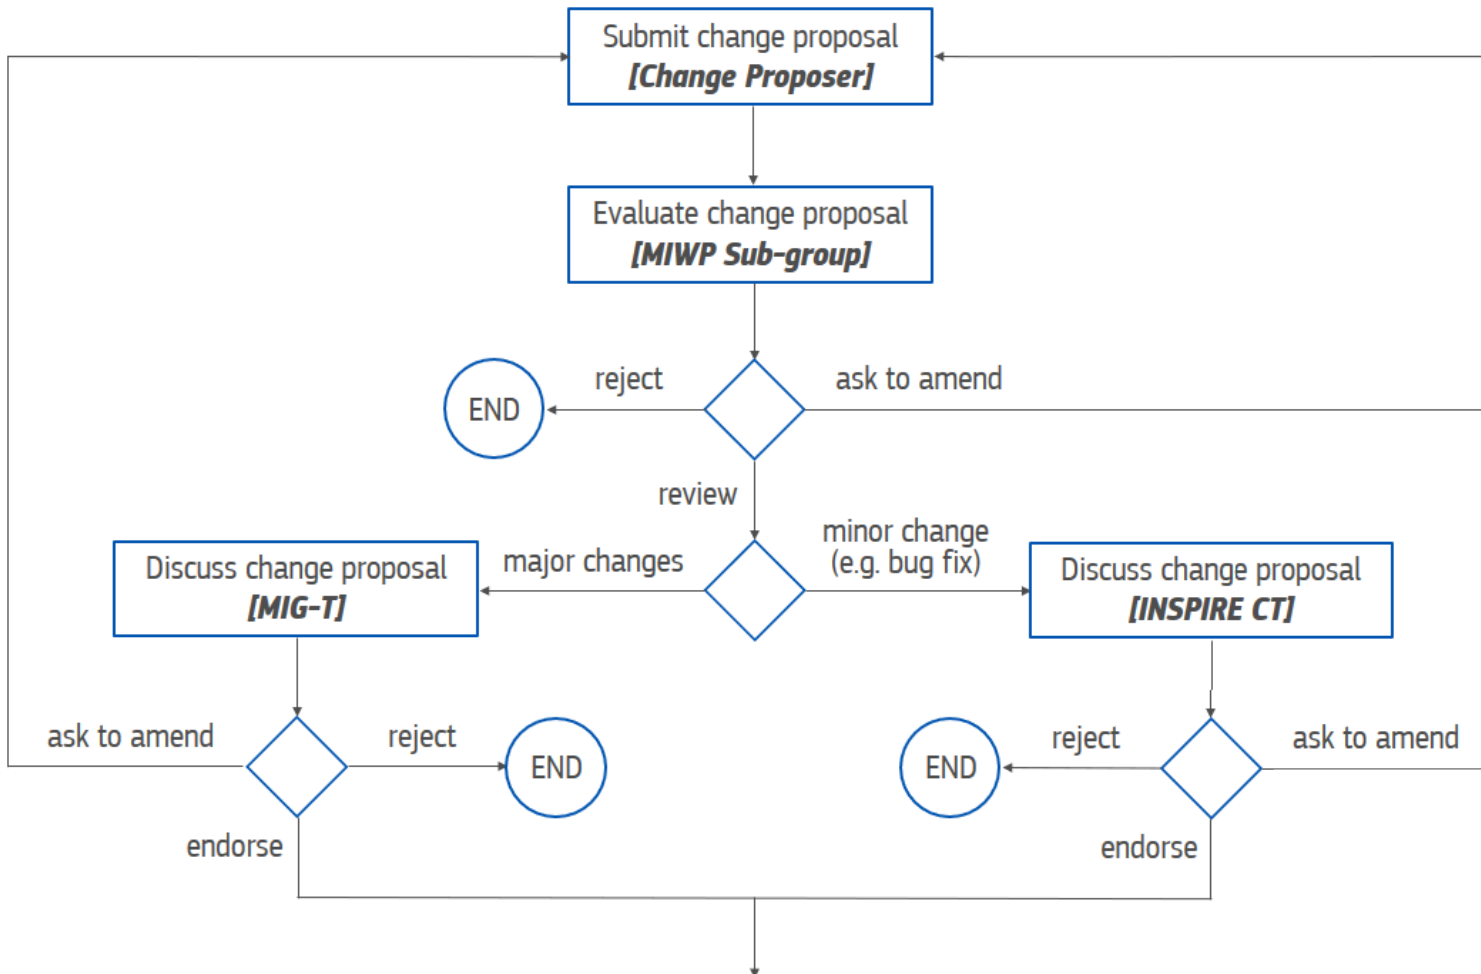 Submit change proposal
[Change Proposer]
Evaluate change proposal
[MIWP Sub-group]
reject
ask to amend
END
review
major changes
minor change
(e.g. bug fix)
Discuss change proposal
[MIG-T]
Discuss change proposal
[INSPIRE CT]
ask to amend
reject
END
END
reject
ask to amend
endorse
endorse